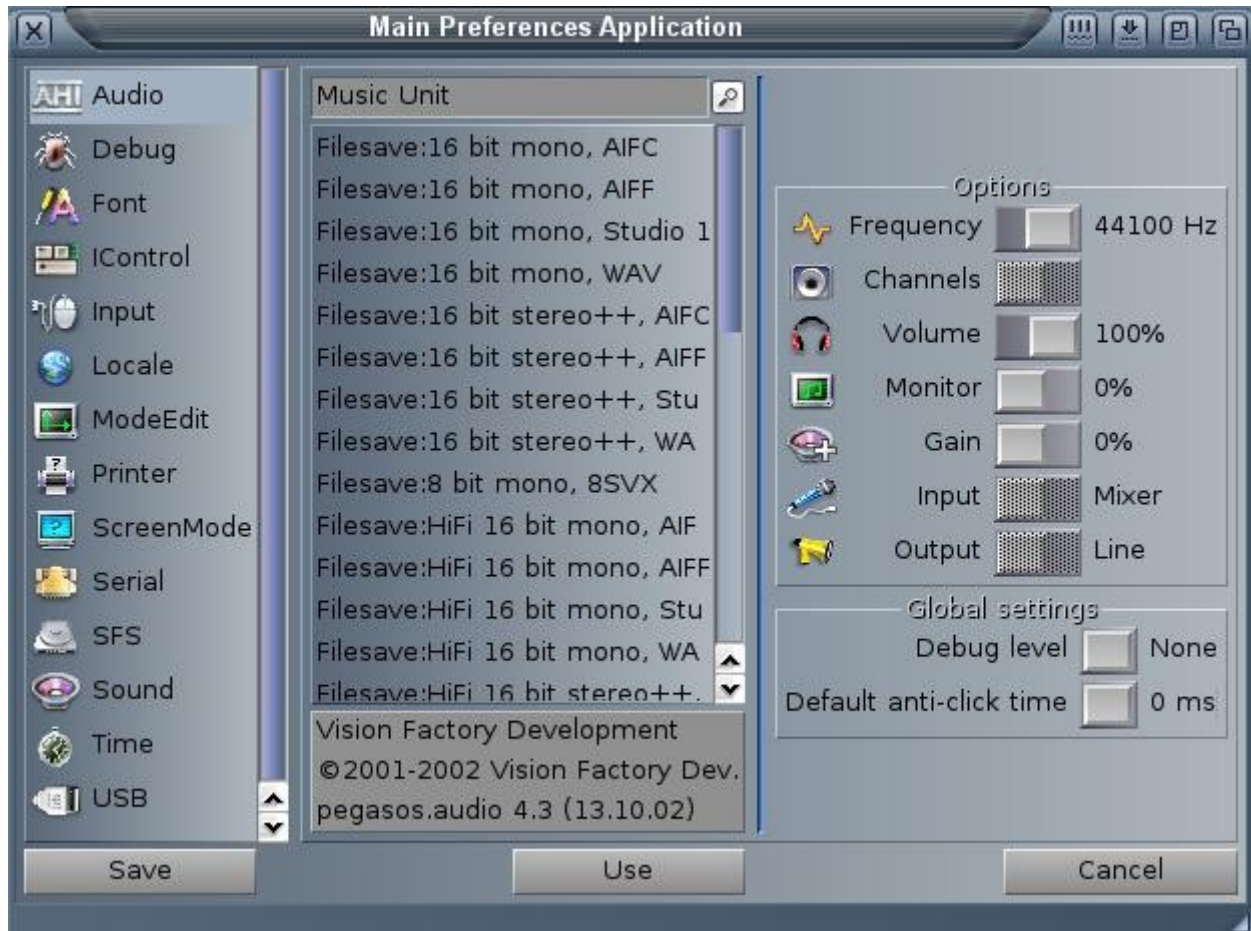 Main Preferences Application
AHI Audio
Debug
Font
IControl
Input
Locale
ModeEdit
Printer
ScreenMode
Serial
SFS
Sound
Time
USB
Music Unit
Filesave:16 bit mono, AIFC
Filesave:16 bit mono, AIFF
Filesave:16 bit mono, Studio 1
Filesave:16 bit mono, WAV
Filesave:16 bit stereo++, AIFC
Filesave:16 bit stereo++, AIFF
Filesave:16 bit stereo++, Stu
Filesave:16 bit stereo++, WA
Filesave:8 bit mono, 8SVX
Filesave:HiFi 16 bit mono, AIF
Filesave:HiFi 16 bit mono, AIFF
Filesave:HiFi 16 bit mono, Stu
Filesave:HiFi 16 bit mono, WA
Filesave:HiFi 16 bit stereo++,
Vision Factory Development
©2001-2002 Vision Factory Dev.
pegasos.audio 4.3 (13.10.02)
Options
Frequency 44100 Hz
Channels
Volume 100%
Monitor 0%
Gain 0%
Input Mixer
Output Line
Global settings
Debug level None
Default anti-click time 0 ms
Save
Use
Cancel